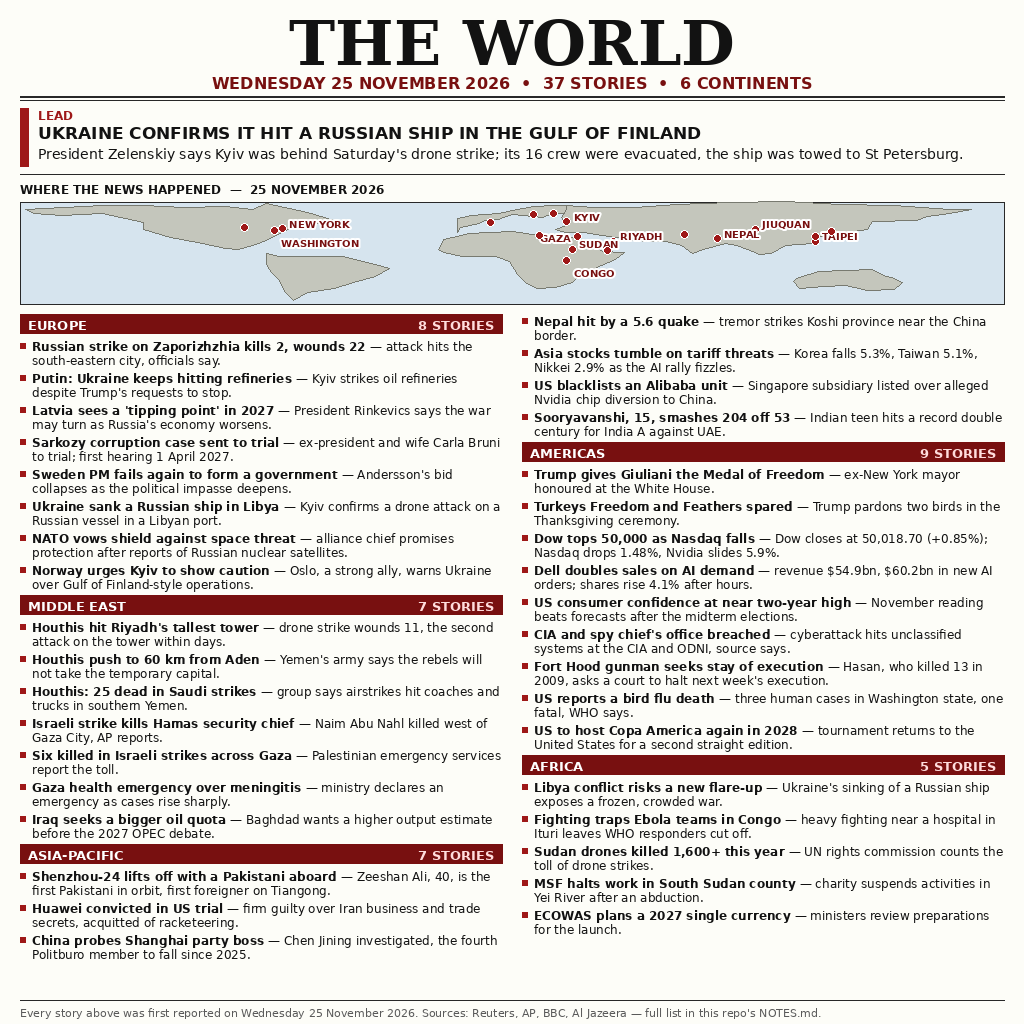 THE WORLD
WEDNESDAY 25 NOVEMBER 2026 • 37 STORIES • 6 CONTINENTS
LEAD
UKRAINE CONFIRMS IT HIT A RUSSIAN SHIP IN THE GULF OF FINLAND
President Zelenskiy says Kyiv was behind Saturday's drone strike; its 16 crew were evacuated, the ship was towed to St Petersburg.
WHERE THE NEWS HAPPENED — 25 NOVEMBER 2026
NEW YORK
WASHINGTON
KYIV
GAZA
SUDAN
RIYADH
CONGO
NEPAL
JIUQUAN
TAIPEI
EUROPE 8 STORIES
Russian strike on Zaporizhzhia kills 2, wounds 22 — attack hits the
south-eastern city, officials say.
Putin: Ukraine keeps hitting refineries — Kyiv strikes oil refineries
despite Trump's requests to stop.
Latvia sees a 'tipping point' in 2027 — President Rinkevics says the war
may turn as Russia's economy worsens.
Sarkozy corruption case sent to trial — ex-president and wife Carla Bruni
to trial; first hearing 1 April 2027.
Sweden PM fails again to form a government — Andersson's bid
collapses as the political impasse deepens.
Ukraine sank a Russian ship in Libya — Kyiv confirms a drone attack on a
Russian vessel in a Libyan port.
NATO vows shield against space threat — alliance chief promises
protection after reports of Russian nuclear satellites.
Norway urges Kyiv to show caution — Oslo, a strong ally, warns Ukraine
over Gulf of Finland-style operations.
MIDDLE EAST 7 STORIES
Houthis hit Riyadh's tallest tower — drone strike wounds 11, the second
attack on the tower within days.
Houthis push to 60 km from Aden — Yemen's army says the rebels will
not take the temporary capital.
Houthis: 25 dead in Saudi strikes — group says airstrikes hit coaches and
trucks in southern Yemen.
Israeli strike kills Hamas security chief — Naim Abu Nahl killed west of
Gaza City, AP reports.
Six killed in Israeli strikes across Gaza — Palestinian emergency services
report the toll.
Gaza health emergency over meningitis — ministry declares an
emergency as cases rise sharply.
Iraq seeks a bigger oil quota — Baghdad wants a higher output estimate
before the 2027 OPEC debate.
ASIA-PACIFIC 7 STORIES
Shenzhou-24 lifts off with a Pakistani aboard — Zeeshan Ali, 40, is the
first Pakistani in orbit, first foreigner on Tiangong.
Huawei convicted in US trial — firm guilty over Iran business and trade
secrets, acquitted of racketeering.
China probes Shanghai party boss — Chen Jining investigated, the fourth
Politburo member to fall since 2025.
Nepal hit by a 5.6 quake — tremor strikes Koshi province near the China
border.
Asia stocks tumble on tariff threats — Korea falls 5.3%, Taiwan 5.1%,
Nikkei 2.9% as the AI rally fizzles.
US blacklists an Alibaba unit — Singapore subsidiary listed over alleged
Nvidia chip diversion to China.
Sooryavanshi, 15, smashes 204 off 53 — Indian teen hits a record double
century for India A against UAE.
AMERICAS 9 STORIES
Trump gives Giuliani the Medal of Freedom — ex-New York mayor
honoured at the White House.
Turkeys Freedom and Feathers spared — Trump pardons two birds in the
Thanksgiving ceremony.
Dow tops 50,000 as Nasdaq falls — Dow closes at 50,018.70 (+0.85%);
Nasdaq drops 1.48%, Nvidia slides 5.9%.
Dell doubles sales on AI demand — revenue $54.9bn, $60.2bn in new AI
orders; shares rise 4.1% after hours.
US consumer confidence at near two-year high — November reading
beats forecasts after the midterm elections.
CIA and spy chief's office breached — cyberattack hits unclassified
systems at the CIA and ODNI, source says.
Fort Hood gunman seeks stay of execution — Hasan, who killed 13 in
2009, asks a court to halt next week's execution.
US reports a bird flu death — three human cases in Washington state, one
fatal, WHO says.
US to host Copa America again in 2028 — tournament returns to the
United States for a second straight edition.
AFRICA 5 STORIES
Libya conflict risks a new flare-up — Ukraine's sinking of a Russian ship
exposes a frozen, crowded war.
Fighting traps Ebola teams in Congo — heavy fighting near a hospital in
Ituri leaves WHO responders cut off.
Sudan drones killed 1,600+ this year — UN rights commission counts the
toll of drone strikes.
MSF halts work in South Sudan county — charity suspends activities in
Yei River after an abduction.
ECOWAS plans a 2027 single currency — ministers review preparations
for the launch.
Every story above was first reported on Wednesday 25 November 2026. Sources: Reuters, AP, BBC, Al Jazeera — full list in this repo's NOTES.md.